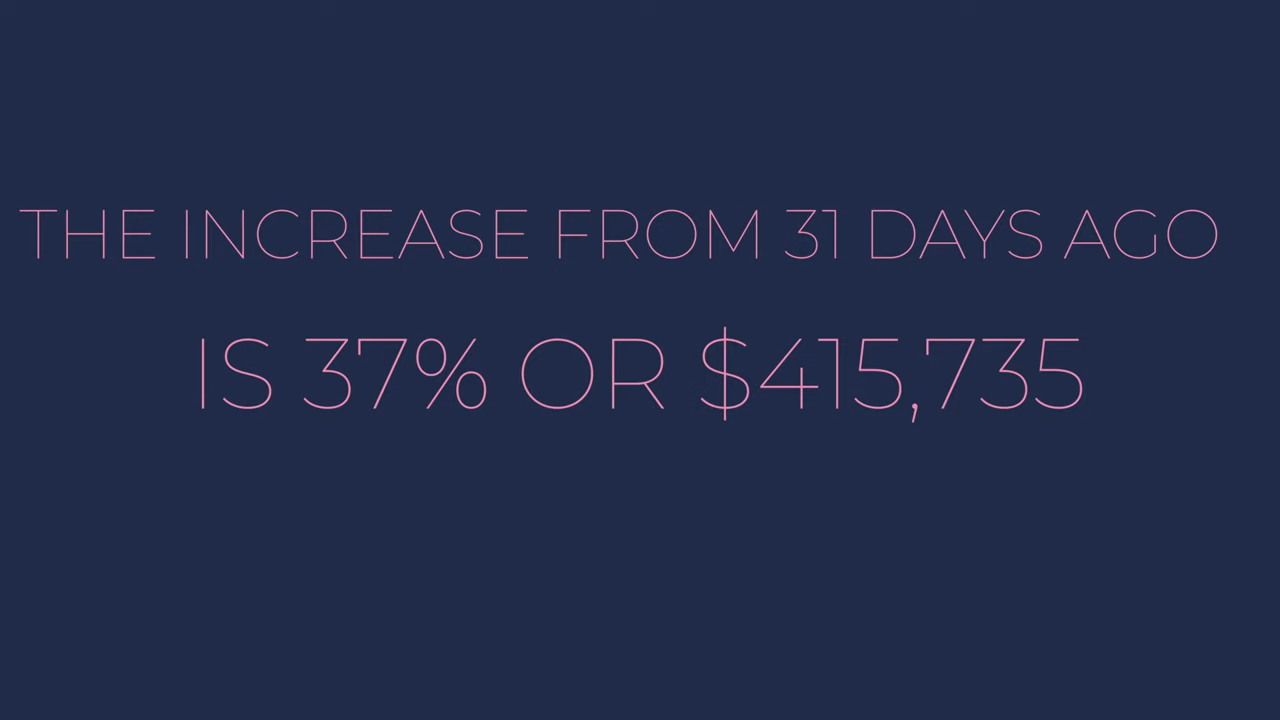 THE INCREASE FROM 31 DAYS AGO
IS 37% OR $415,735